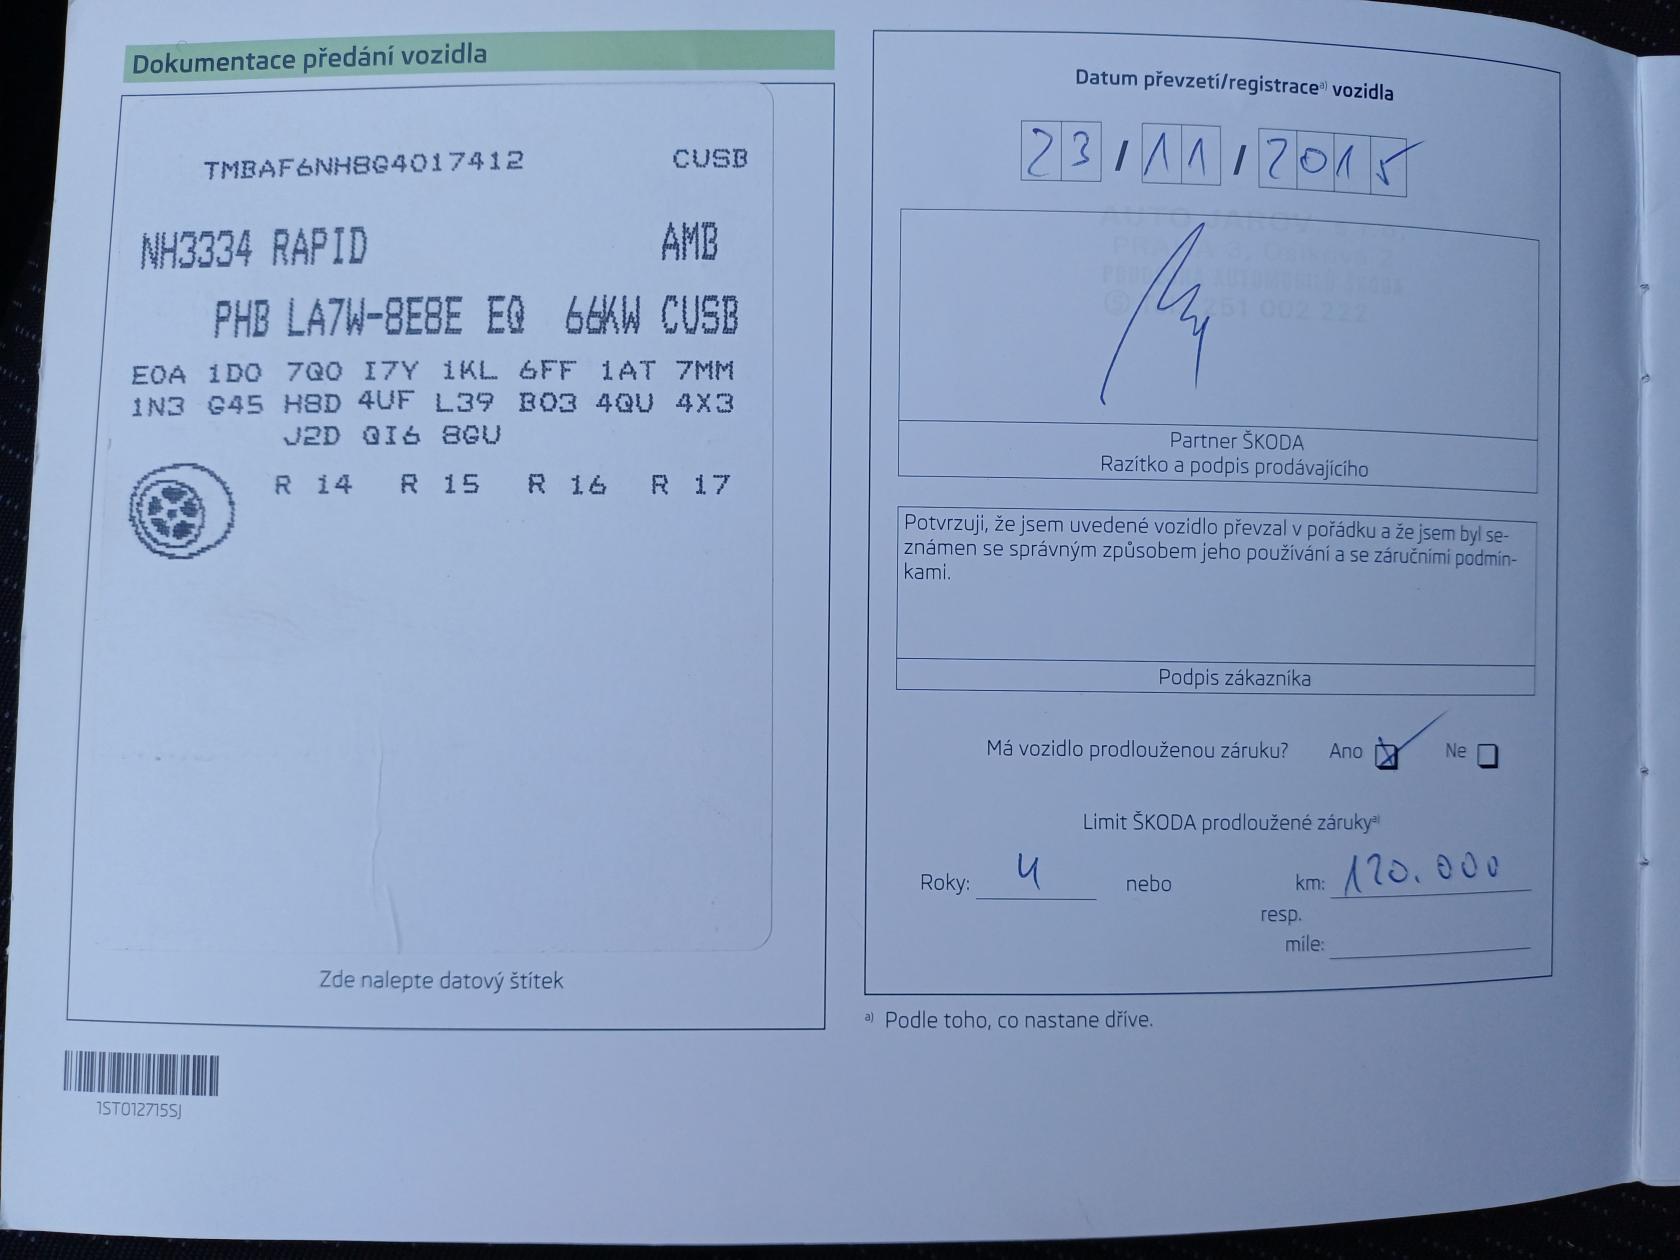 Dokumentace předání vozidla
TMBAF6NH8G4017412 CUSB
NH3334 RAPID AMB
PHB LA7W-8E8E EQ 66KW CUSB
E0A 1D0 7Q0 I7Y 1KL 6FF 1AT 7MM
1N3 G45 H8D 4UF L39 B03 4QU 4X3
J2D QI6 8GU
R 14 R 15 R 16 R 17
Zde nalepte datový štítek
1ST012715SJ
Datum převzetí/registrace a) vozidla
23/11/2015
Partner ŠKODA
Razítko a podpis prodávajícího
Potvrzuji, že jsem uvedené vozidlo převzal v pořádku a že jsem byl se-
známen se správným způsobem jeho používání a se záručními podmín-
kami.
Podpis zákazníka
Má vozidlo prodlouženou záruku? Ano Ne
Limit ŠKODA prodloužené záruky a)
Roky: 4 nebo km: 120.000
resp.
míle:
a) Podle toho, co nastane dříve.